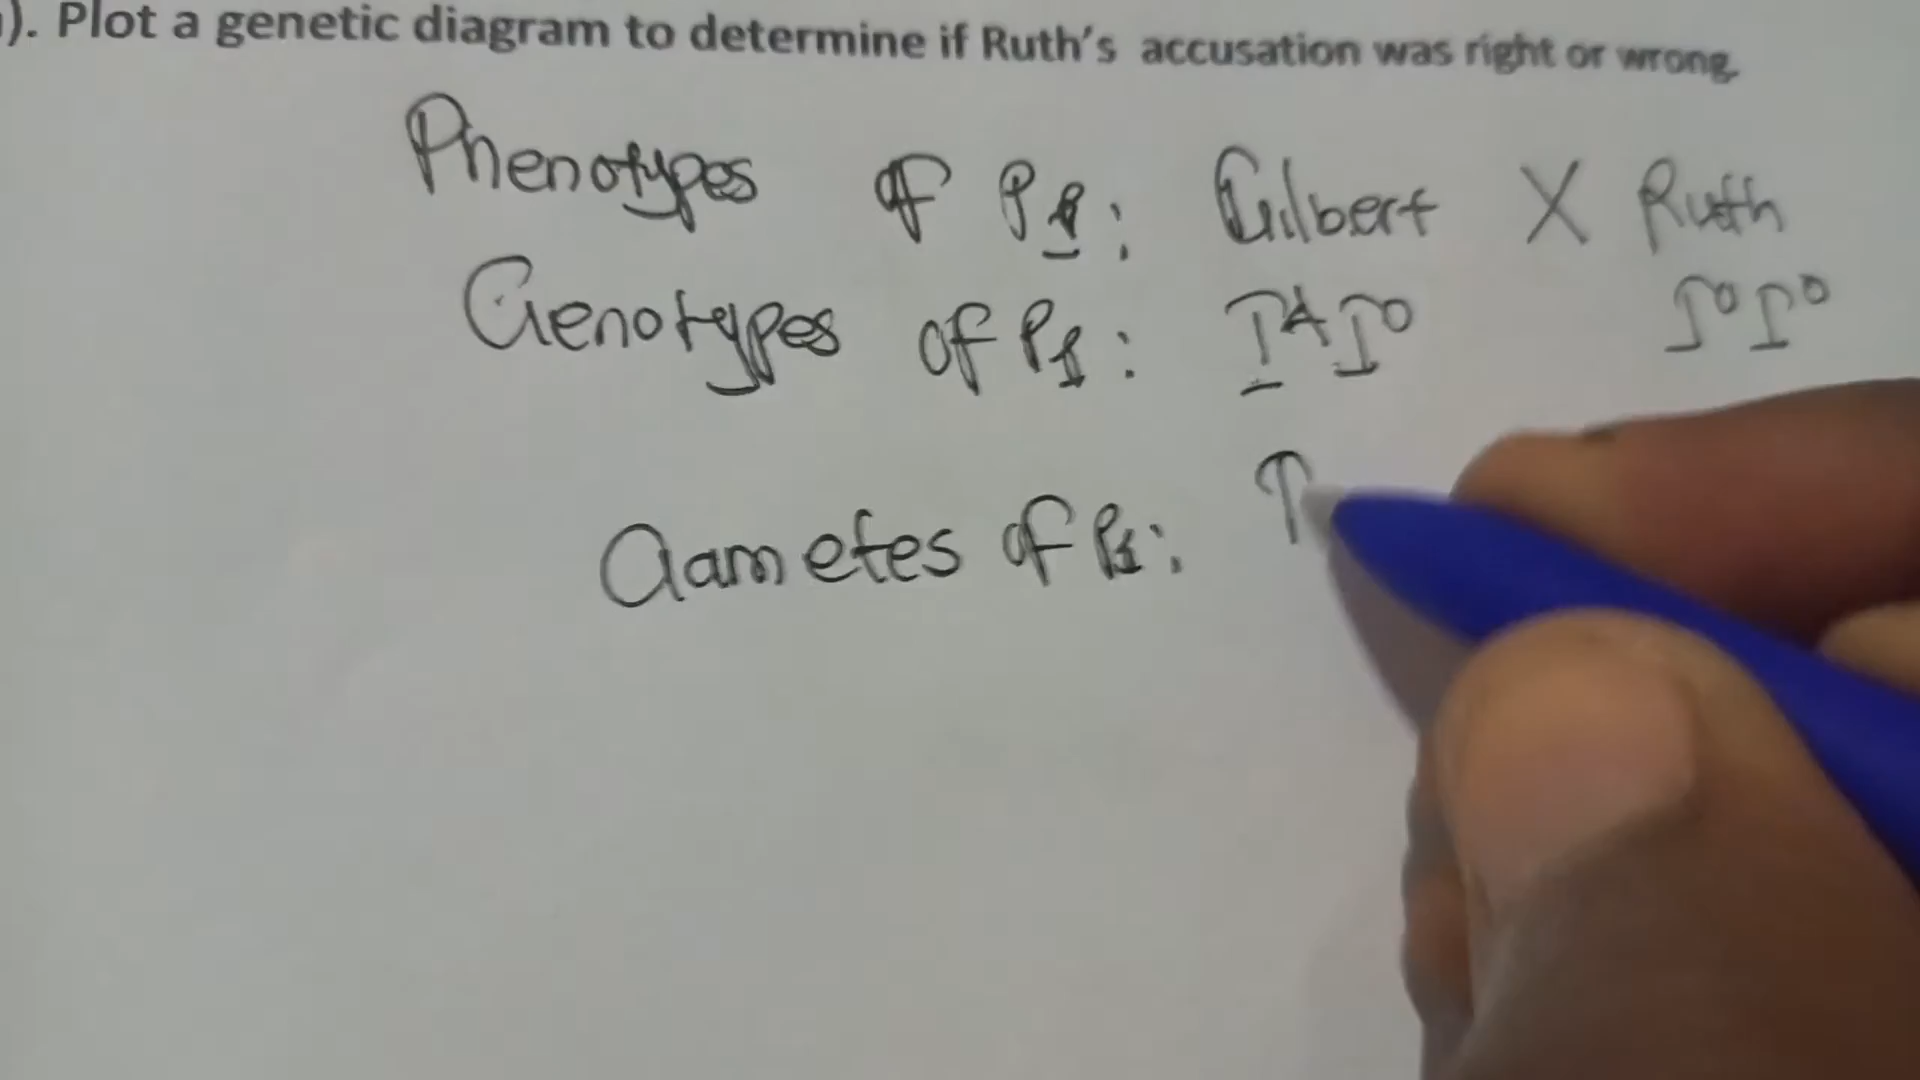 ). Plot a genetic diagram to determine if Ruth's accusation was right or wrong.
Phenotypes of P1: Gilbert X Ruth
Genotypes of P1: IᴬIᴼ IᴼIᴼ
Gametes of P1: I